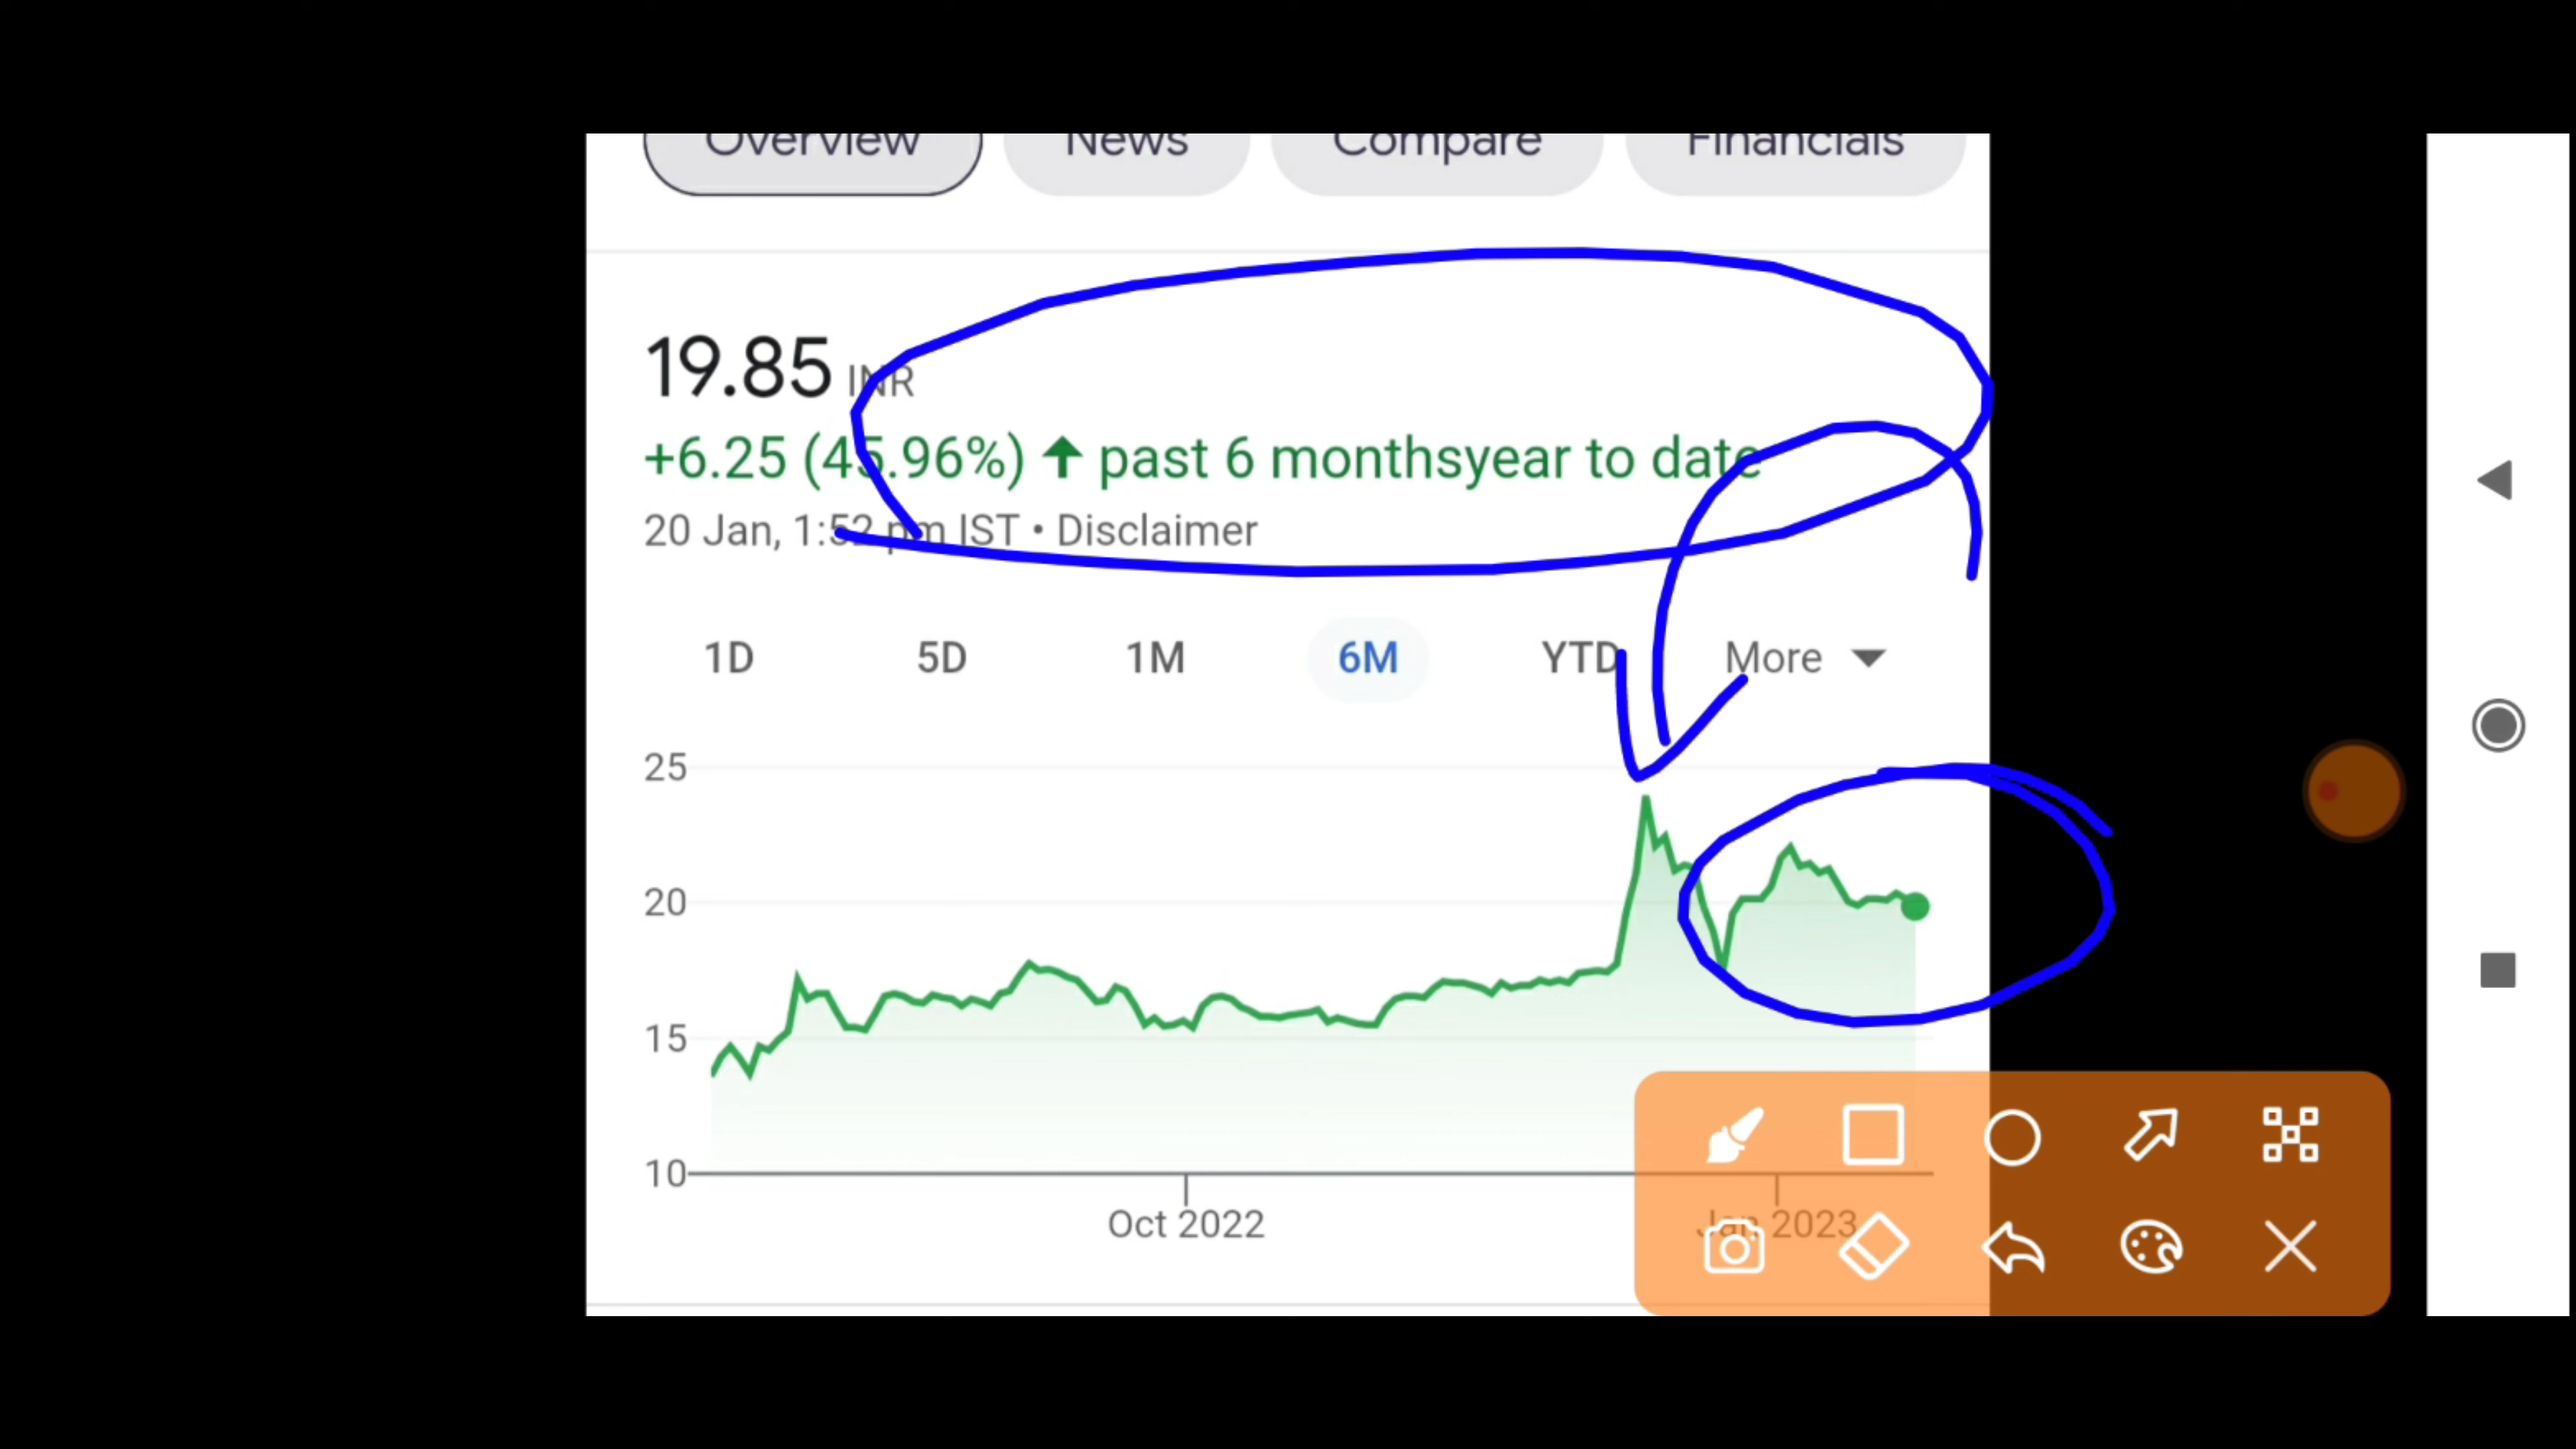 Overview News Compare Financials
19.85 INR
+6.25 (45.96%) ↑ past 6 monthsyear to date
20 Jan, 1:52 pm IST • Disclaimer
1D 5D 1M 6M YTD More
25
20
15
10
Oct 2022 Jan 2023